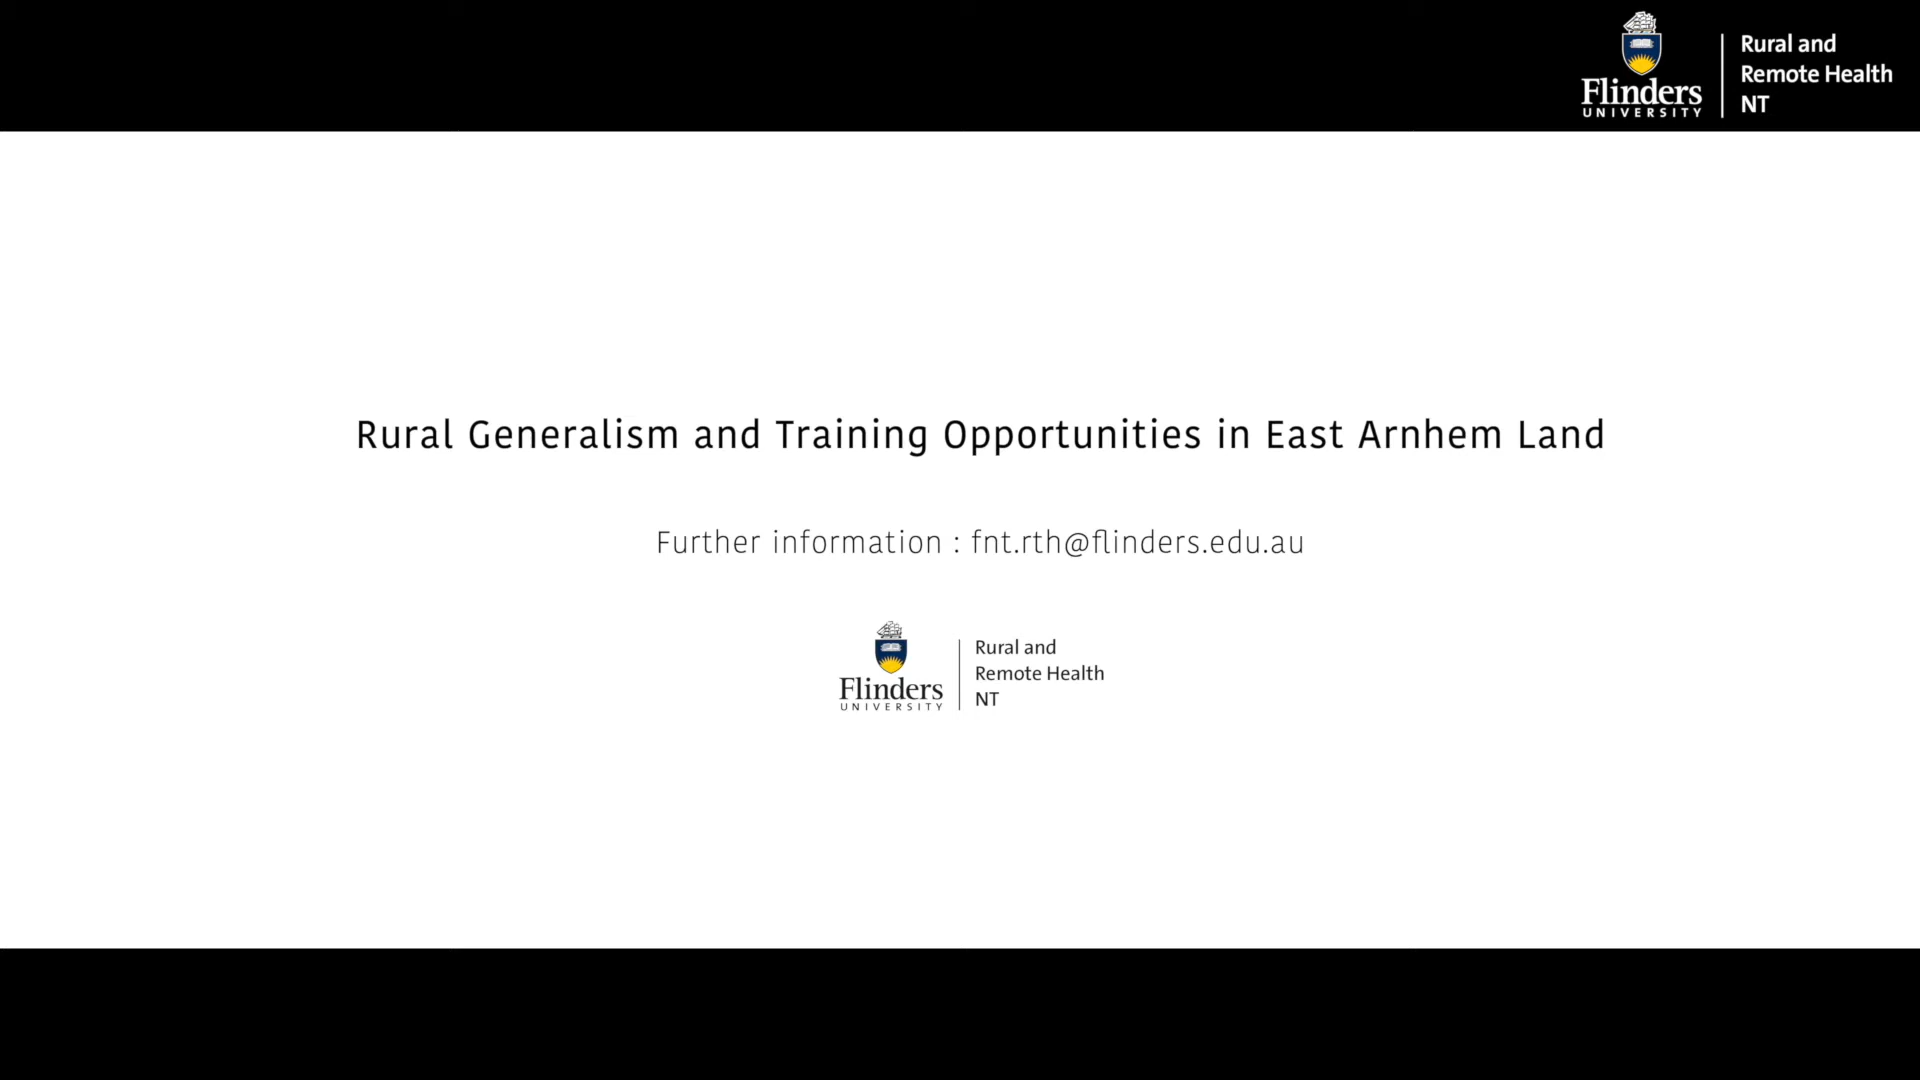 Flinders
UNIVERSITY
Rural and
Remote Health
NT
Rural Generalism and Training Opportunities in East Arnhem Land
Further information : fnt.rth@flinders.edu.au
Flinders
UNIVERSITY
Rural and
Remote Health
NT